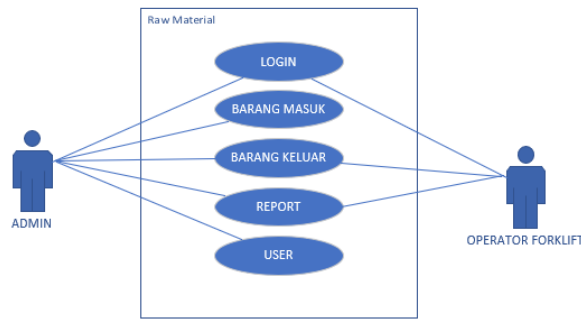 Raw Material
LOGIN
BARANG MASUK
BARANG KELUAR
REPORT
USER
ADMIN
OPERATOR FORKLIFT